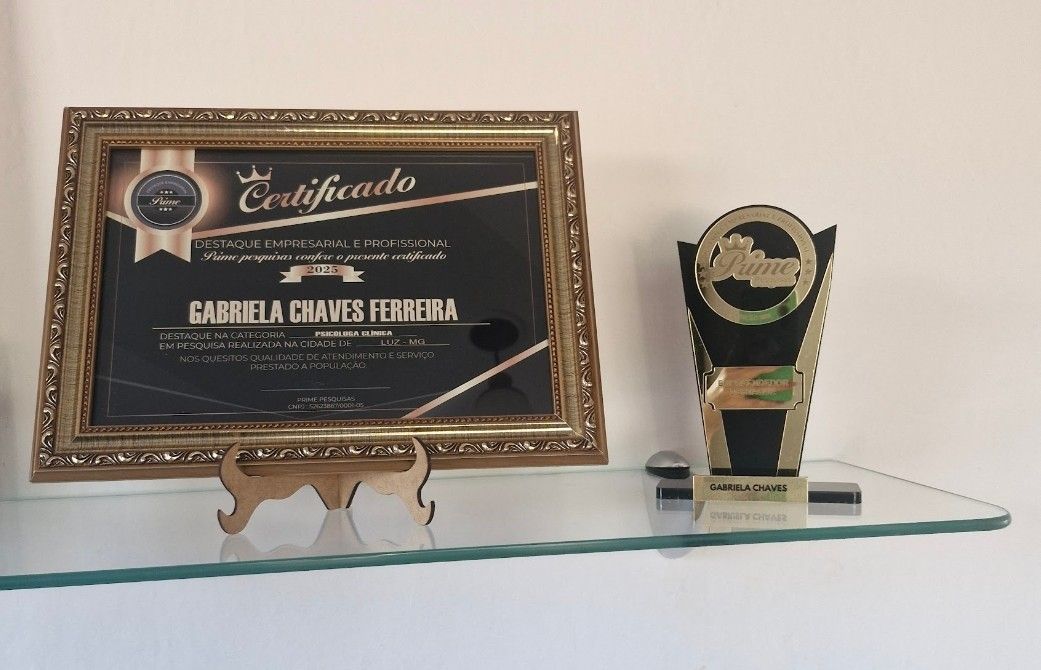 Prime
Certificado
DESTAQUE EMPRESARIAL E PROFISSIONAL
Prime pesquisas confere o presente certificado
2025
GABRIELA CHAVES FERREIRA
DESTAQUE NA CATEGORIA PSICOLOGA CLÍNICA
EM PESQUISA REALIZADA NA CIDADE DE LUZ - MG
NOS QUESITOS QUALIDADE DE ATENDIMENTO E SERVIÇO
PRESTADO A POPULAÇÃO
PRIME PESQUISAS
Prime
GABRIELA CHAVES